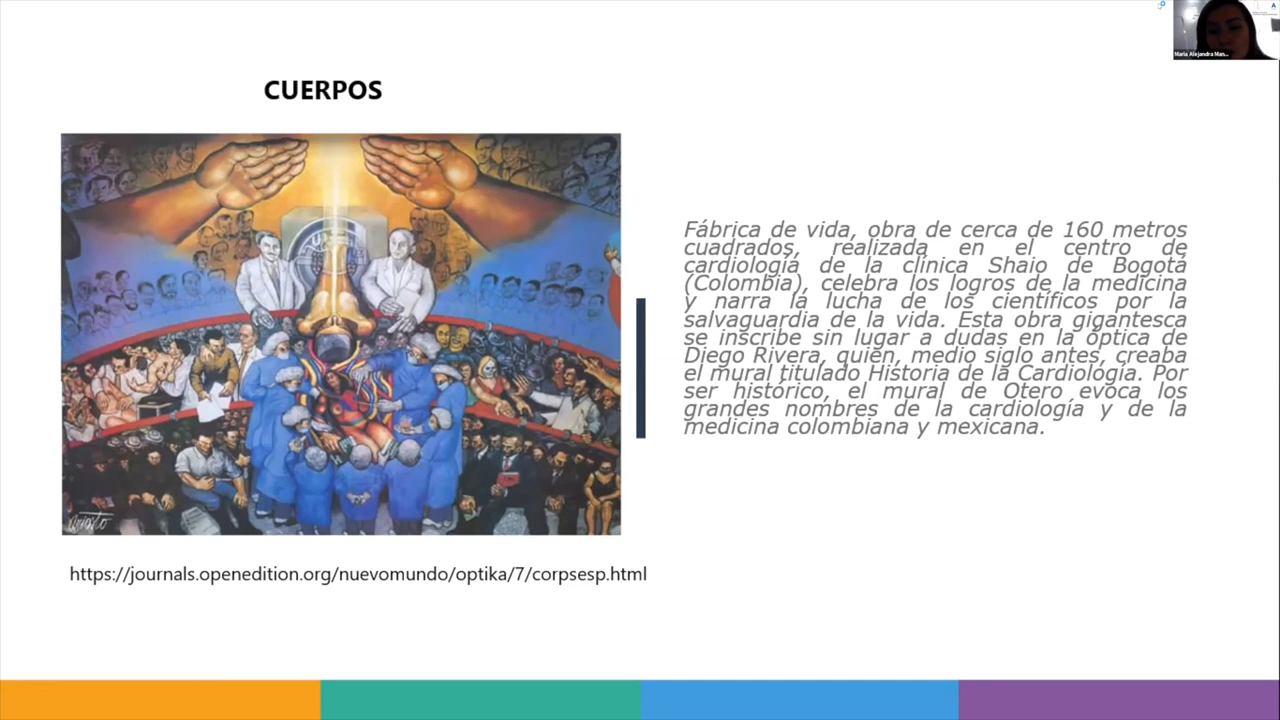 Maria Alejandra Man...
CUERPOS
Fábrica de vida, obra de cerca de 160 metros
cuadrados, realizada en el centro de
cardiología de la clínica Shaio de Bogotá
(Colombia), celebra los logros de la medicina
y narra la lucha de los científicos por la
salvaguardia de la vida. Esta obra gigantesca
se inscribe sin lugar a dudas en la óptica de
Diego Rivera, quien, medio siglo antes, creaba
el mural titulado Historia de la Cardiología. Por
ser histórico, el mural de Otero evoca los
grandes nombres de la cardiología y de la
medicina colombiana y mexicana.
https://journals.openedition.org/nuevomundo/optika/7/corpsesp.html